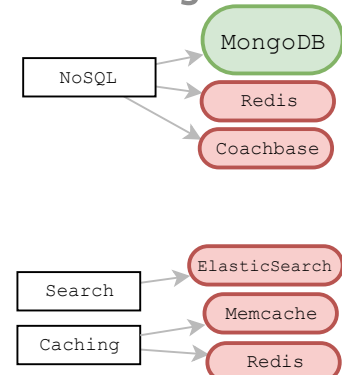 MongoDB
NoSQL
Redis
Coachbase
ElasticSearch
Search
Memcache
Caching
Redis